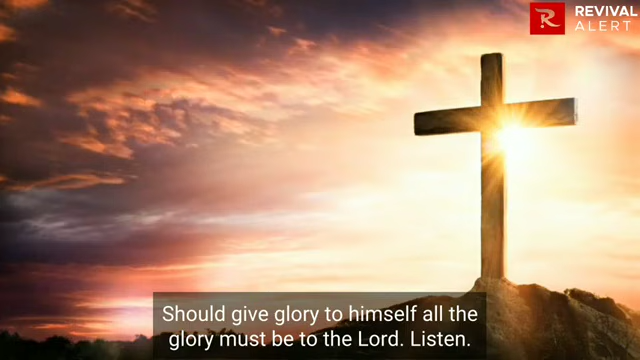 REVIVAL
ALERT
Should give glory to himself all the
glory must be to the Lord. Listen.